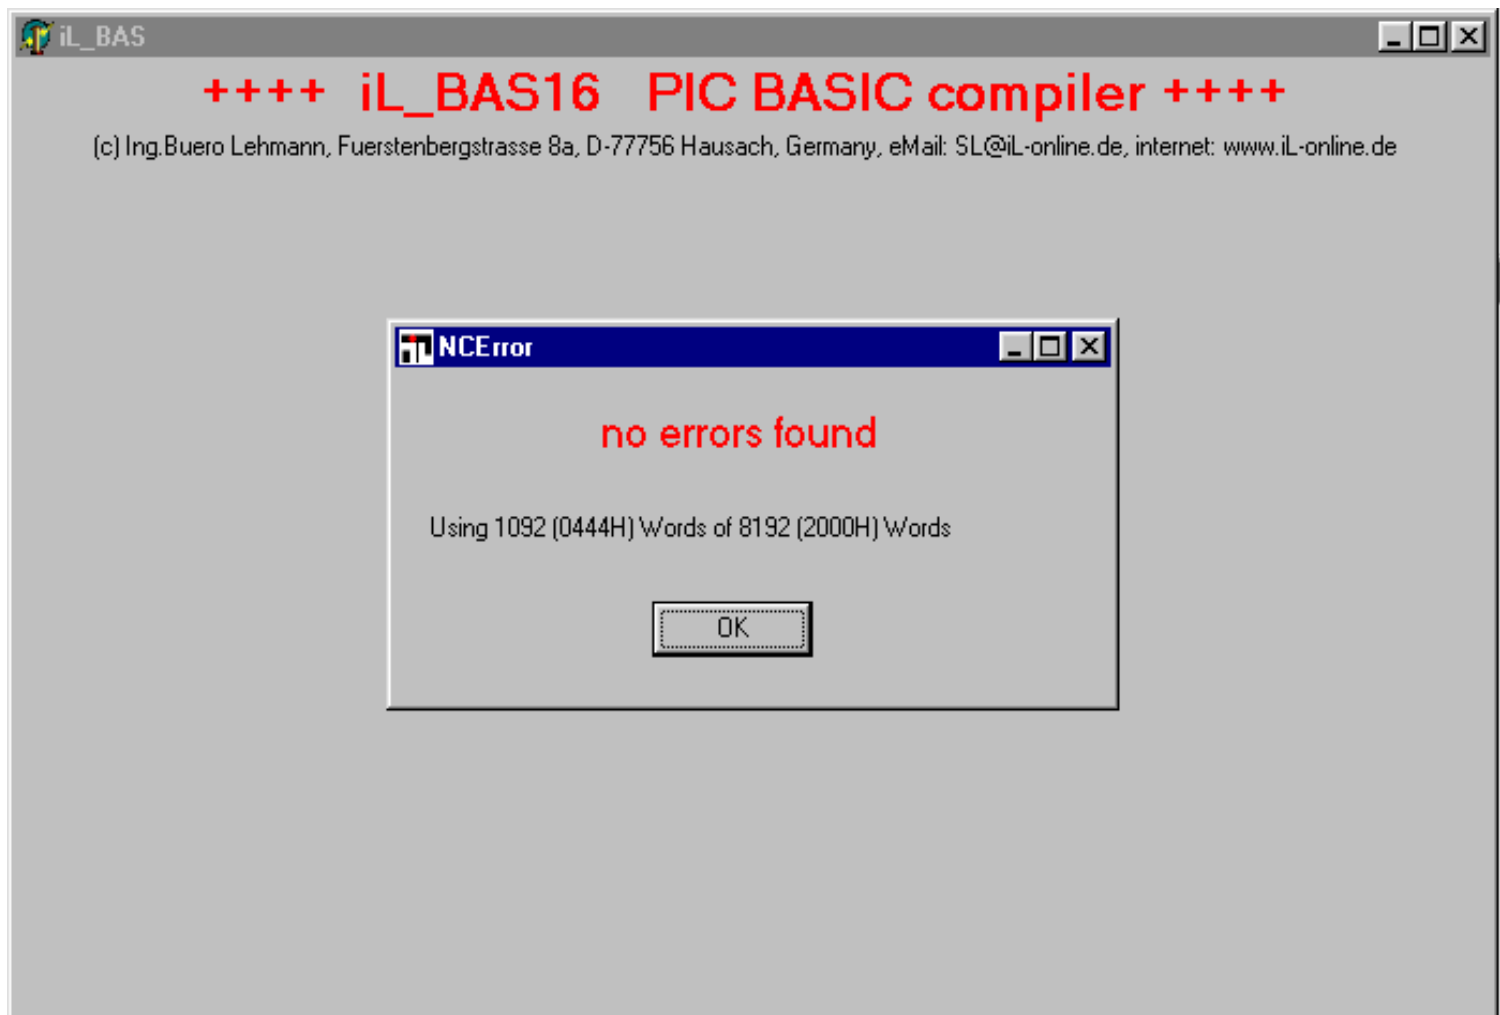 iL_BAS
++++ iL_BAS16 PIC BASIC compiler ++++
(c) Ing.Buero Lehmann, Fuerstenbergstrasse 8a, D-77756 Hausach, Germany, eMail: SL@iL-online.de, internet: www.iL-online.de
NCError
no errors found
Using 1092 (0444H) Words of 8192 (2000H) Words
OK